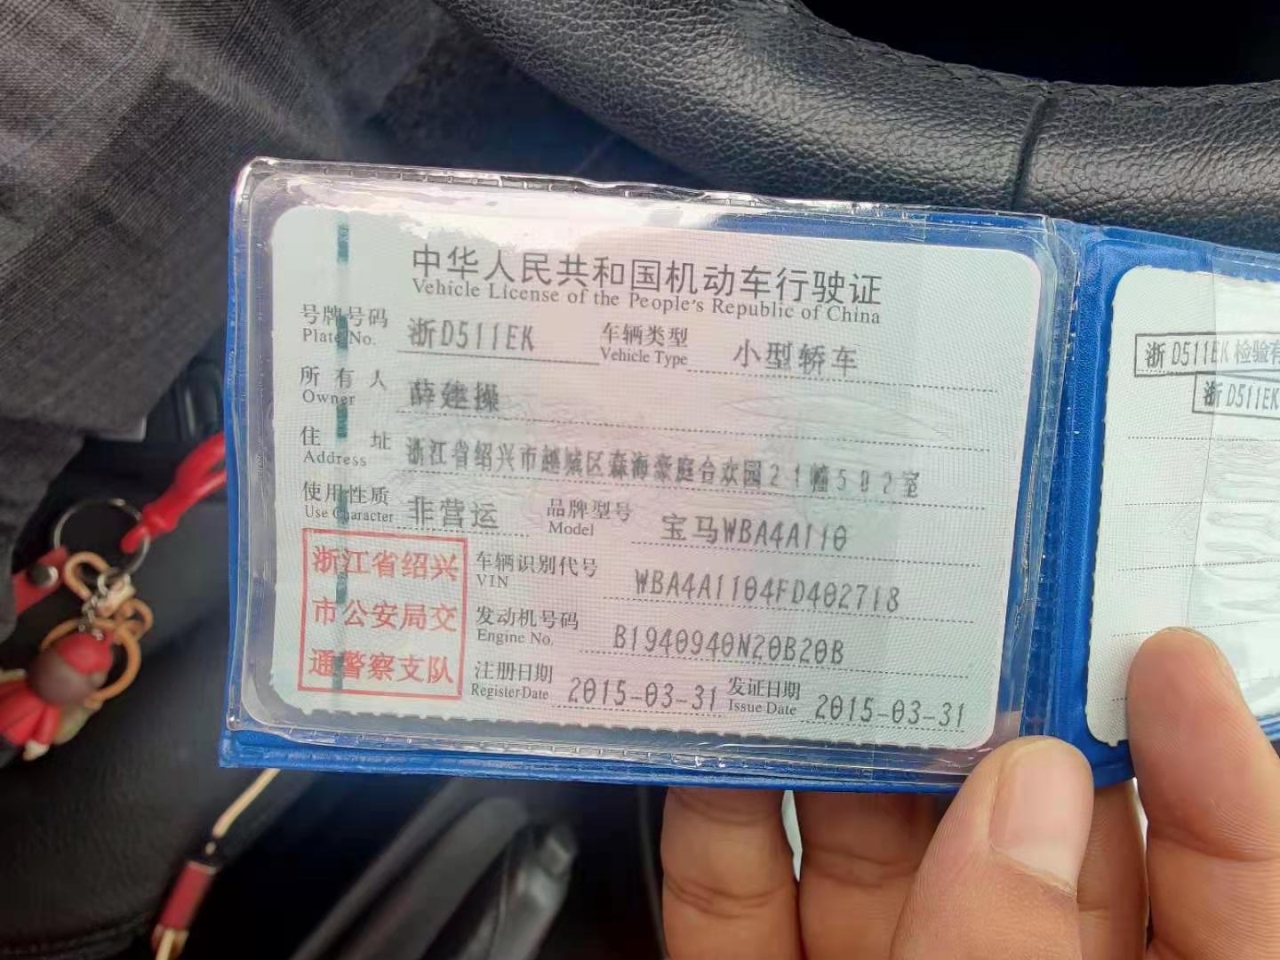 中华人民共和国机动车行驶证
Vehicle License of the People's Republic of China
号牌号码 浙D511EK 车辆类型 小型轿车
Plate No. Vehicle Type
所有人 薛建操
Owner
住址 浙江省绍兴市越城区森海豪庭合欢园21幢502室
Address
使用性质 非营运 品牌型号 宝马WBA4A110
Use Character Model
浙江省绍兴
市公安局交
通警察支队
车辆识别代号 WBA4A1104FD402718
VIN
发动机号码 B1940940N20B20B
Engine No.
注册日期 2015-03-31 发证日期 2015-03-31
Register Date Issue Date
浙D511EK 检验有
浙D511EK